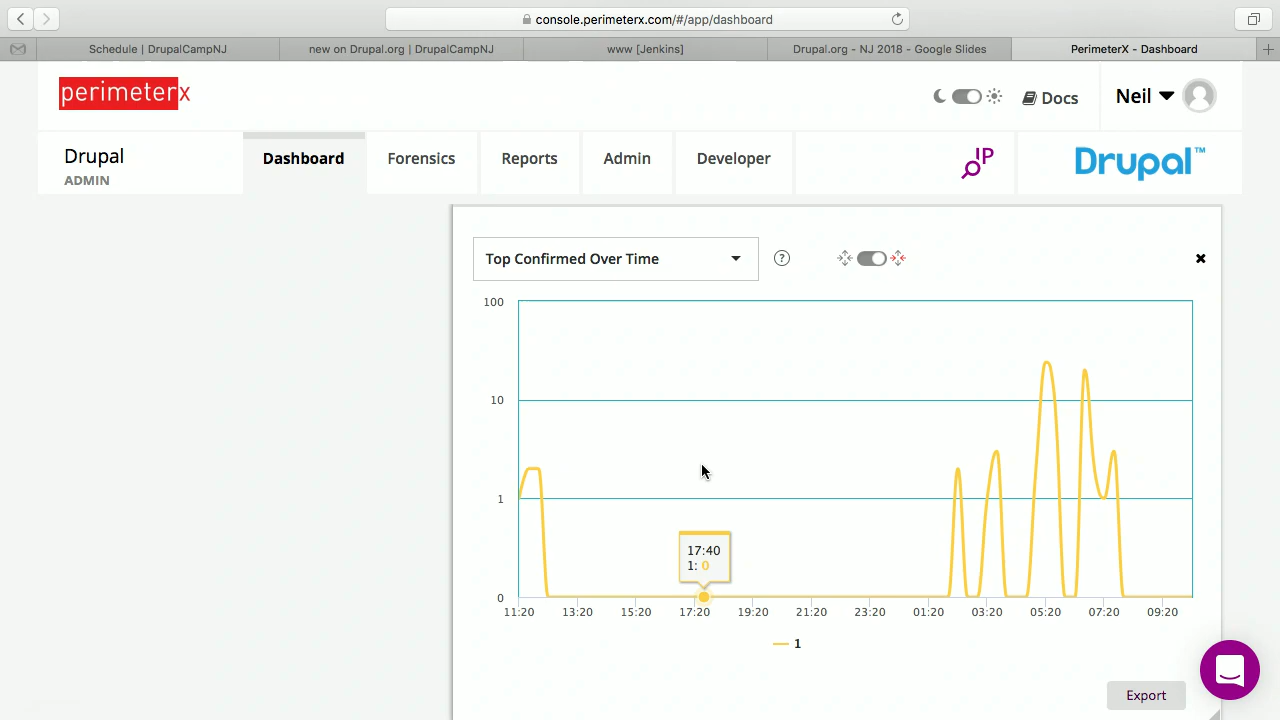 console.perimeterx.com/#/app/dashboard
Schedule | DrupalCampNJ
new on Drupal.org | DrupalCampNJ
www [Jenkins]
Drupal.org - NJ 2018 - Google Slides
PerimeterX - Dashboard
perimeterx
Docs
Neil
Drupal
ADMIN
Dashboard
Forensics
Reports
Admin
Developer
IP
Drupal™
Top Confirmed Over Time
?
100
10
1
0
17:40
1: 0
11:20
13:20
15:20
17:20
19:20
21:20
23:20
01:20
03:20
05:20
07:20
09:20
1
Export